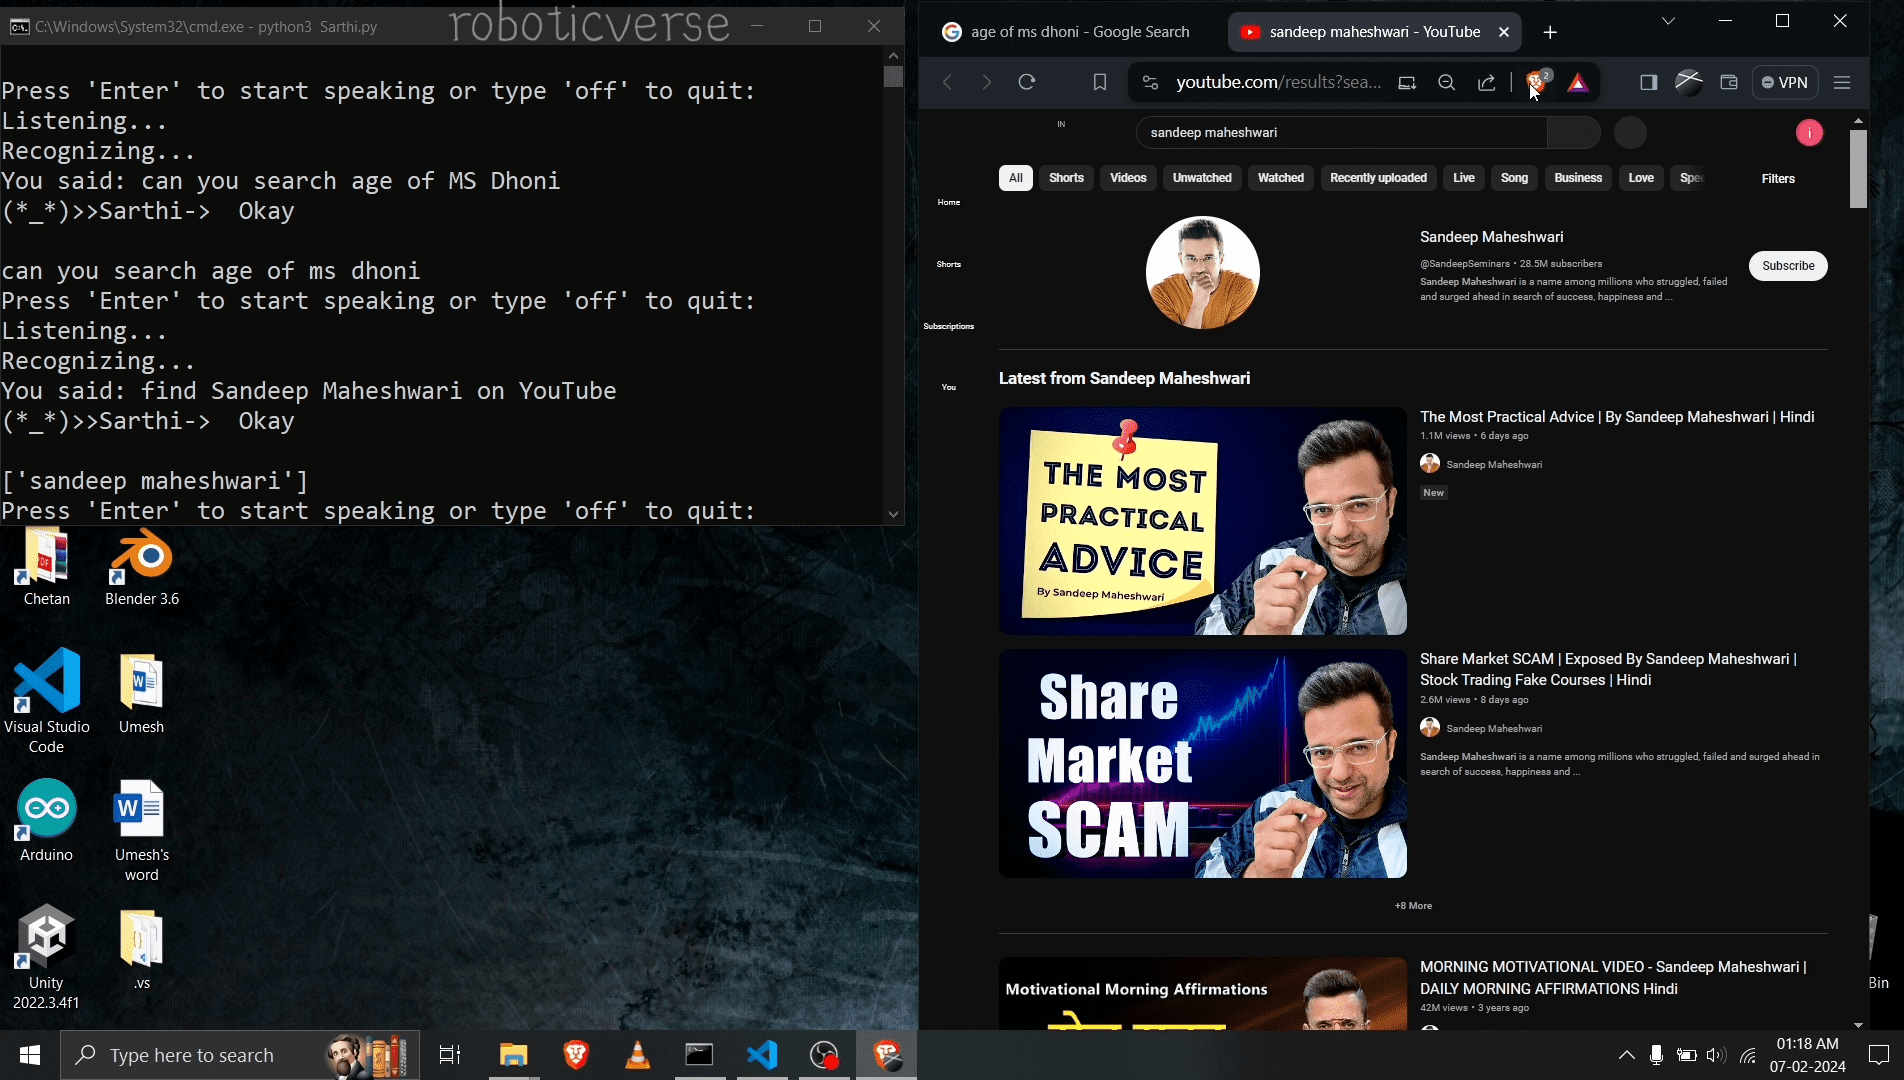 C:\Windows\System32\cmd.exe - python3  Sarthi.py
roboticverse
Press 'Enter' to start speaking or type 'off' to quit:
Listening...
Recognizing...
You said: can you search age of MS Dhoni
(*_*)>>Sarthi->  Okay
can you search age of ms dhoni
Press 'Enter' to start speaking or type 'off' to quit:
Listening...
Recognizing...
You said: find Sandeep Maheshwari on YouTube
(*_*)>>Sarthi->  Okay
['sandeep maheshwari']
Press 'Enter' to start speaking or type 'off' to quit:
Chetan
Blender 3.6
Visual Studio
Code
Umesh
Arduino
Umesh's
word
Unity
2022.3.4f1
.vs
age of ms dhoni - Google Search
sandeep maheshwari - YouTube
youtube.com/results?sea...
2
VPN
IN
sandeep maheshwari
i
All
Shorts
Videos
Unwatched
Watched
Recently uploaded
Live
Song
Business
Love
Spee
Filters
Home
Shorts
Subscriptions
You
Sandeep Maheshwari
@SandeepSeminars • 28.5M subscribers
Sandeep Maheshwari is a name among millions who struggled, failed
and surged ahead in search of success, happiness and ...
Subscribe
Latest from Sandeep Maheshwari
THE MOST
PRACTICAL
ADVICE
By Sandeep Maheshwari
The Most Practical Advice | By Sandeep Maheshwari | Hindi
1.1M views • 6 days ago
Sandeep Maheshwari
New
Share
Market
SCAM
Share Market SCAM | Exposed By Sandeep Maheshwari |
Stock Trading Fake Courses | Hindi
2.6M views • 8 days ago
Sandeep Maheshwari
Sandeep Maheshwari is a name among millions who struggled, failed and surged ahead in
search of success, happiness and ...
+8 More
Motivational Morning Affirmations
MORNING MOTIVATIONAL VIDEO - Sandeep Maheshwari |
DAILY MORNING AFFIRMATIONS Hindi
42M views • 3 years ago
Bin
Type here to search
01:18 AM
07-02-2024